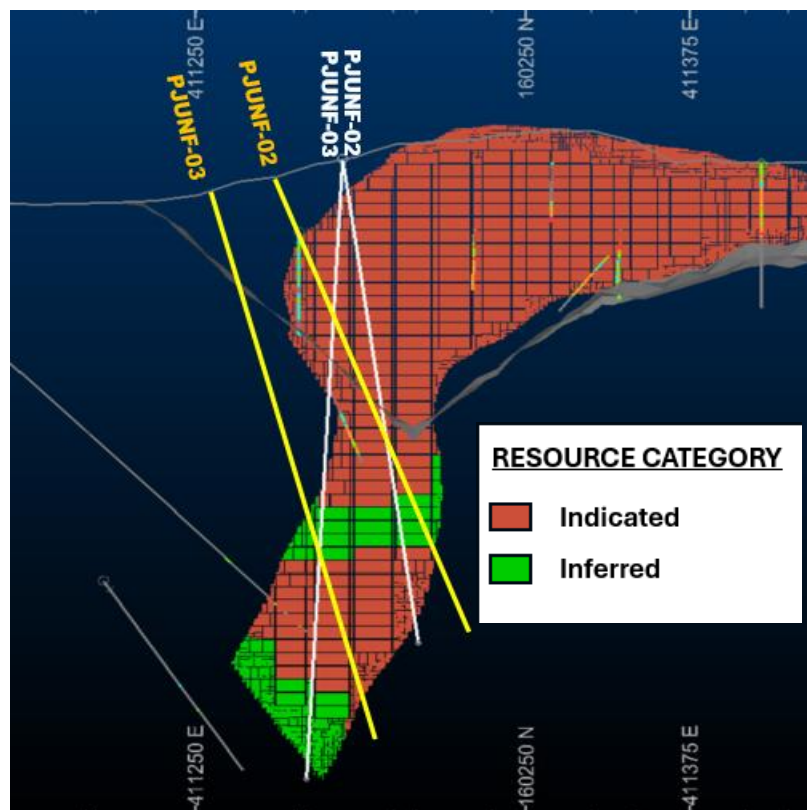 411250 E
160250 N
411375 E
PJUNF-03
PJUNF-02
PJUNF-02
PJUNF-03
RESOURCE CATEGORY
Indicated
Inferred
411250 E
160250 N
411375 E